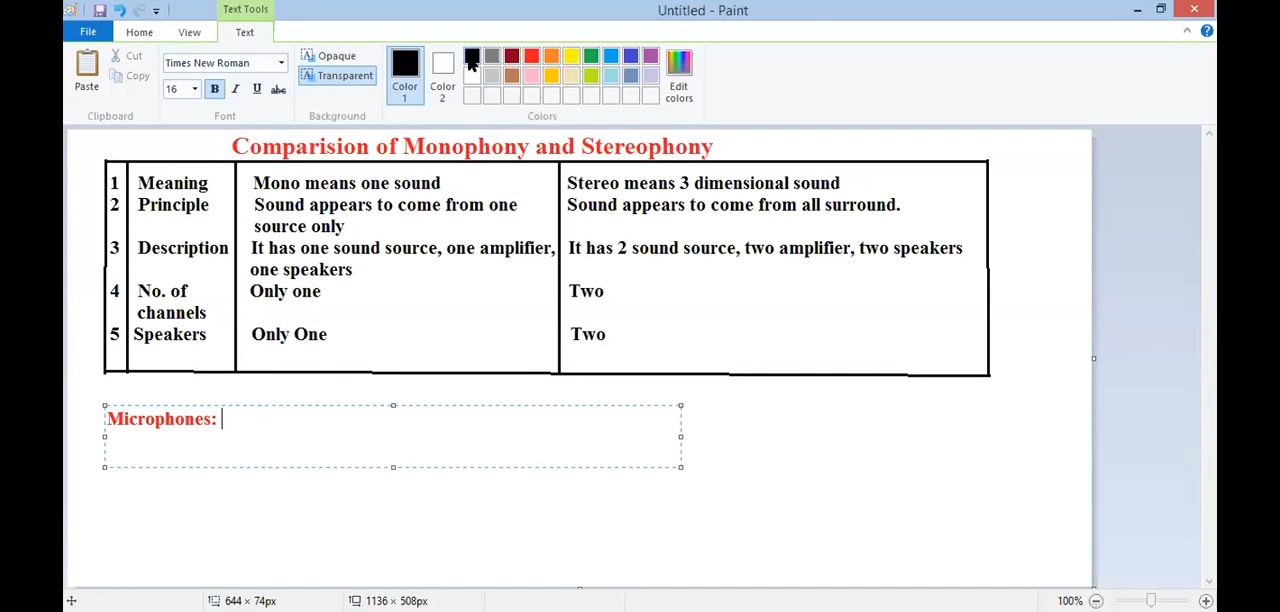 Text Tools
Untitled - Paint
File Home View Text
Paste
Cut
Copy
Clipboard
Times New Roman
16 B I U abc
Font
Opaque
Transparent
Background
Color 1
Color 2
Edit colors
Colors
Comparision of Monophony and Stereophony
1 Meaning Mono means one sound Stereo means 3 dimensional sound
2 Principle Sound appears to come from one Sound appears to come from all surround.
source only
3 Description It has one sound source, one amplifier, It has 2 sound source, two amplifier, two speakers
one speakers
4 No. of Only one Two
channels
5 Speakers Only One Two
Microphones:
644 × 74px 1136 × 508px 100%